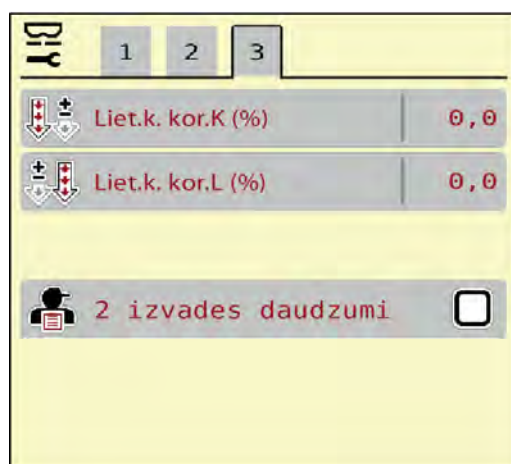 1 2 3
Liet.k. kor.K (%) 0,0
Liet.k. kor.L (%) 0,0
2 izvades daudzumi